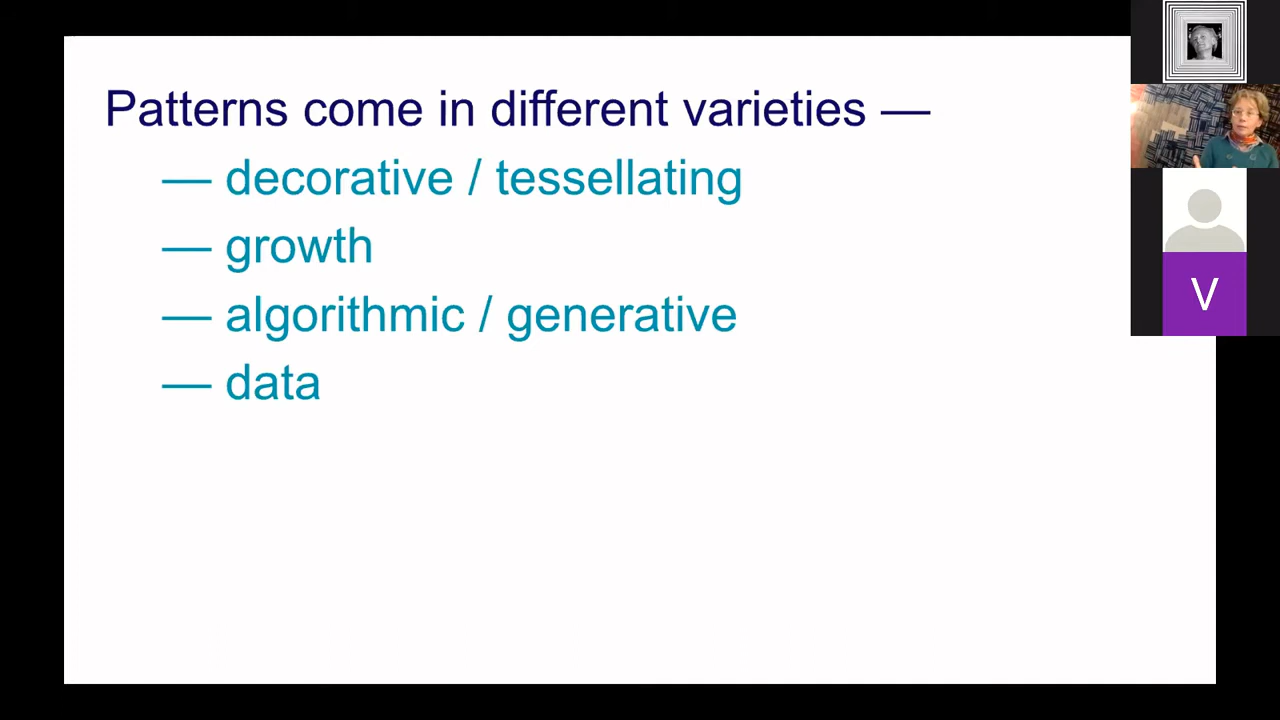 Patterns come in different varieties —
— decorative / tessellating
— growth
— algorithmic / generative
— data
V